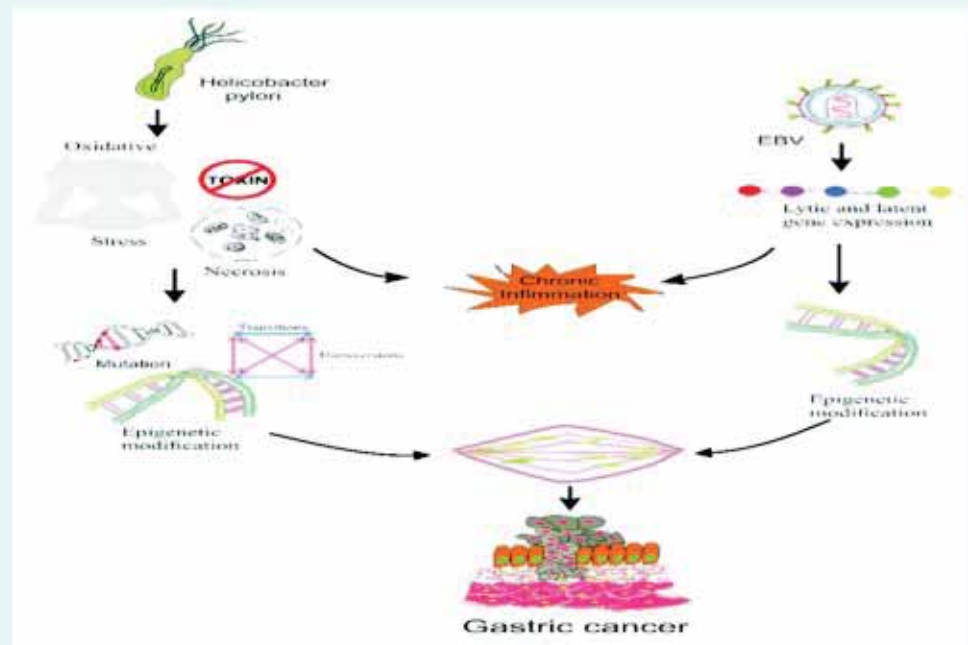 Helicobacter
pylori
Oxidative
TOXIN
Stress
Necrosis
EBV
Lytic and latent
gene expression
Chronic
Inflmmation
Mutation
Transitions
Epigenetic
modification
Epigenetic
modification
Gastric cancer